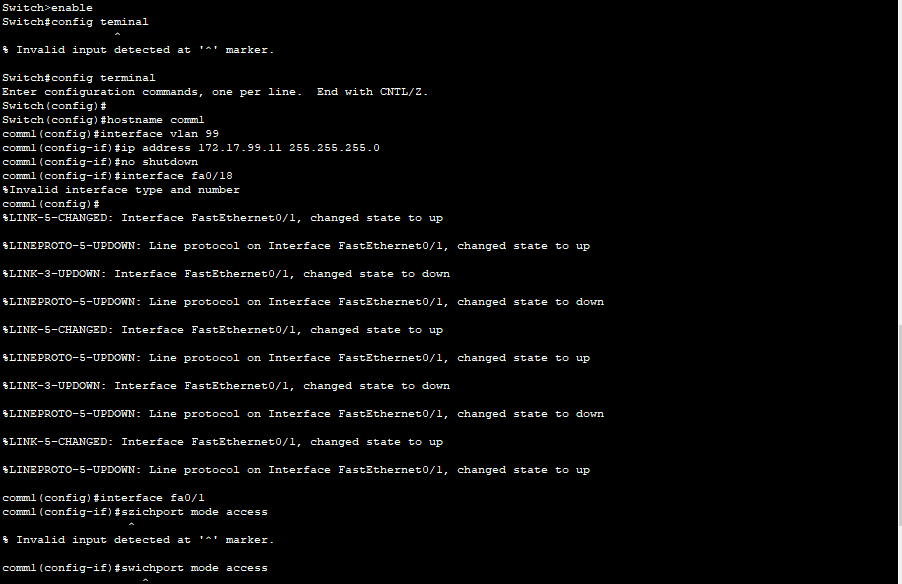 Switch>enable
Switch#config teminal
^
% Invalid input detected at '^' marker.
Switch#config terminal
Enter configuration commands, one per line.  End with CNTL/Z.
Switch(config)#
Switch(config)#hostname comml
comml(config)#interface vlan 99
comml(config-if)#ip address 172.17.99.11 255.255.255.0
comml(config-if)#no shutdown
comml(config-if)#interface fa0/18
%Invalid interface type and number
comml(config)#
%LINK-5-CHANGED: Interface FastEthernet0/1, changed state to up
%LINEPROTO-5-UPDOWN: Line protocol on Interface FastEthernet0/1, changed state to up
%LINK-3-UPDOWN: Interface FastEthernet0/1, changed state to down
%LINEPROTO-5-UPDOWN: Line protocol on Interface FastEthernet0/1, changed state to down
%LINK-5-CHANGED: Interface FastEthernet0/1, changed state to up
%LINEPROTO-5-UPDOWN: Line protocol on Interface FastEthernet0/1, changed state to up
%LINK-3-UPDOWN: Interface FastEthernet0/1, changed state to down
%LINEPROTO-5-UPDOWN: Line protocol on Interface FastEthernet0/1, changed state to down
%LINK-5-CHANGED: Interface FastEthernet0/1, changed state to up
%LINEPROTO-5-UPDOWN: Line protocol on Interface FastEthernet0/1, changed state to up
comml(config)#interface fa0/1
comml(config-if)#szichport mode access
^
% Invalid input detected at '^' marker.
comml(config-if)#swichport mode access
^